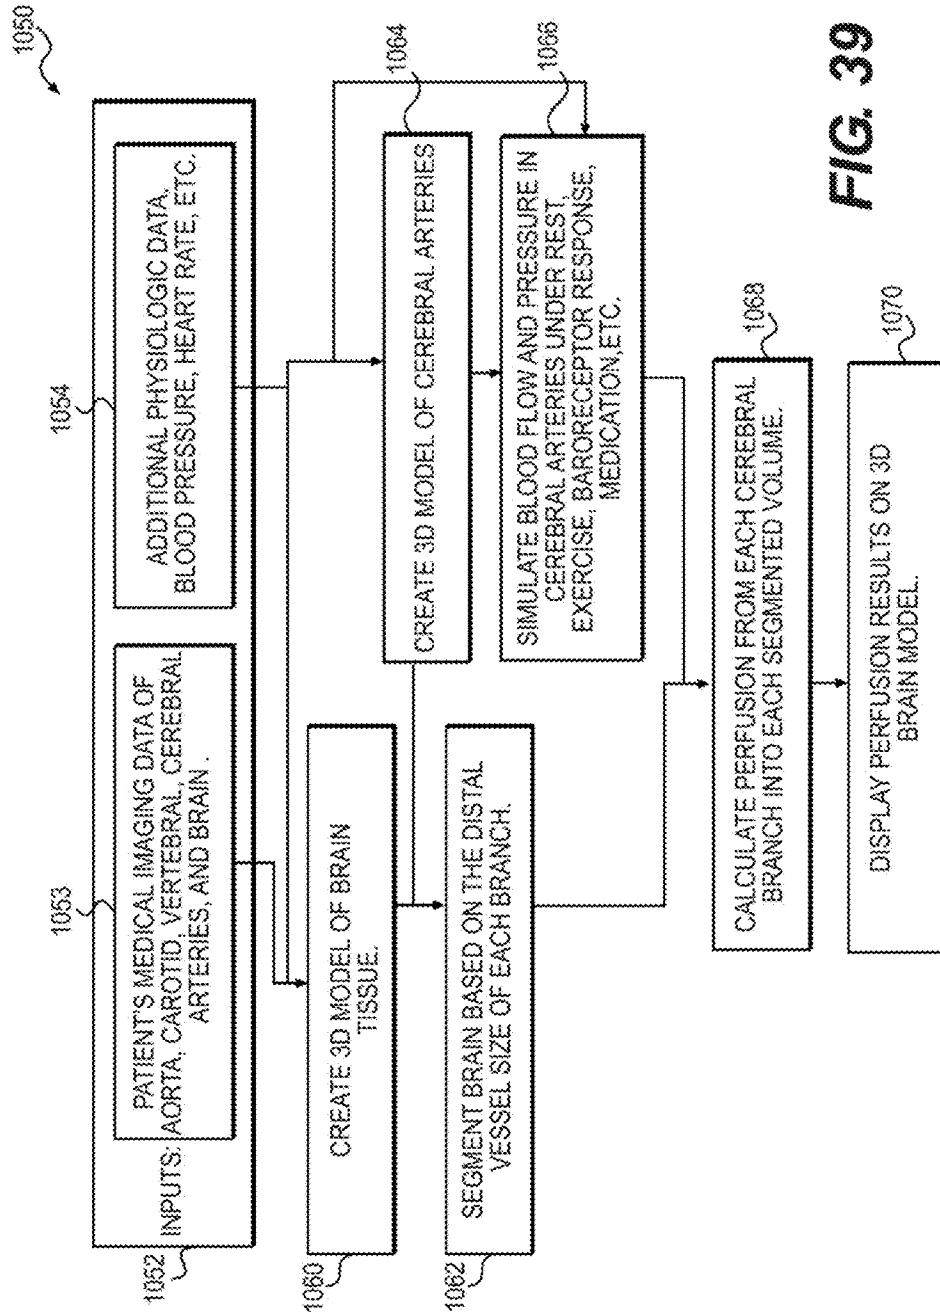 1050
1052
INPUTS:
1053
PATIENT'S MEDICAL IMAGING DATA OF
AORTA, CAROTID, VERTEBRAL, CEREBRAL
ARTERIES, AND BRAIN .
1054
ADDITIONAL PHYSIOLOGIC DATA,
BLOOD PRESSURE, HEART RATE, ETC.
1060
CREATE 3D MODEL OF BRAIN
TISSUE.
1064
CREATE 3D MODEL OF CEREBRAL ARTERIES
1062
SEGMENT BRAIN BASED ON THE DISTAL
VESSEL SIZE OF EACH BRANCH.
1066
SIMULATE BLOOD FLOW AND PRESSURE IN
CEREBRAL ARTERIES UNDER REST,
EXERCISE, BARORECEPTOR RESPONSE,
MEDICATION,ETC.
1068
CALCULATE PERFUSION FROM EACH CEREBRAL
BRANCH INTO EACH SEGMENTED VOLUME.
1070
DISPLAY PERFUSION RESULTS ON 3D
BRAIN MODEL.
FIG. 39